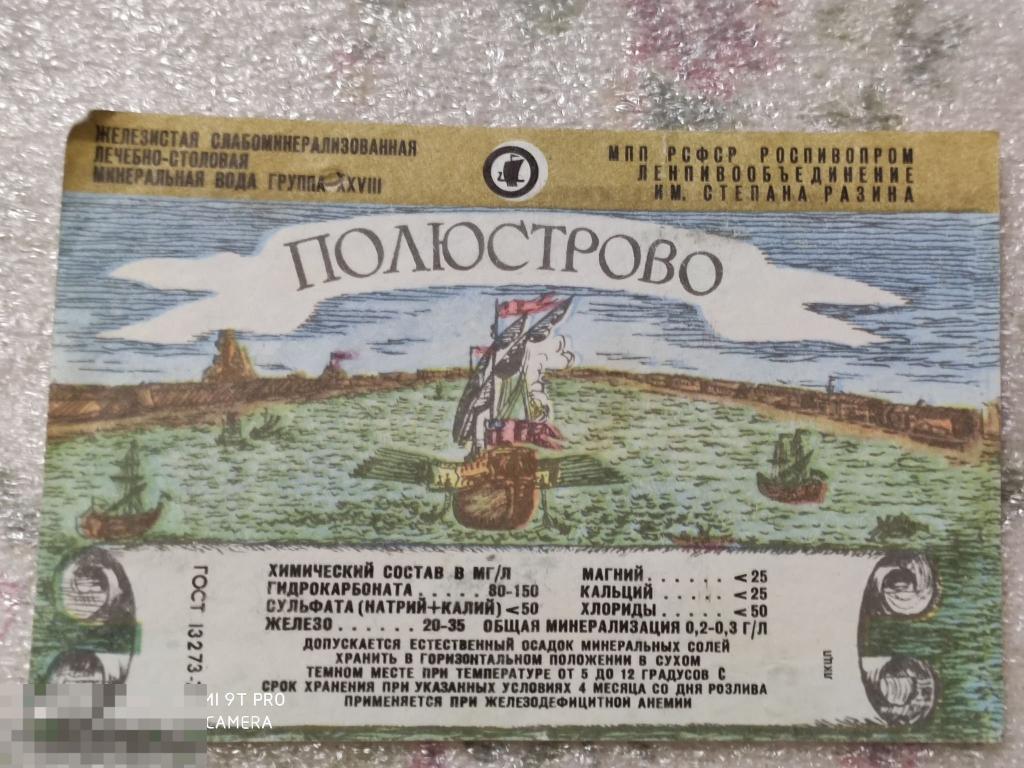 ЖЕЛЕЗИСТАЯ СЛАБОМИНЕРАЛИЗОВАННАЯ
ЛЕЧЕБНО-СТОЛОВАЯ
МИНЕРАЛЬНАЯ ВОДА ГРУППА XXVIII
МПП РСФСР РОСПИВОПРОМ
ЛЕНПИВООБЪЕДИНЕНИЕ
ИМ. СТЕПАНА РАЗИНА
ПОЛЮСТРОВО
ГОСТ 13273
ХИМИЧЕСКИЙ СОСТАВ В МГ/Л
ГИДРОКАРБОНАТА ..... 80-150
СУЛЬФАТА (НАТРИЙ+КАЛИЙ) <50
МАГНИЙ ...... < 25
КАЛЬЦИЙ ...... < 25
ХЛОРИДЫ ...... < 50
ЖЕЛЕЗО ...... 20-35 ОБЩАЯ МИНЕРАЛИЗАЦИЯ 0,2-0,3 Г/Л
ДОПУСКАЕТСЯ ЕСТЕСТВЕННЫЙ ОСАДОК МИНЕРАЛЬНЫХ СОЛЕЙ
ХРАНИТЬ В ГОРИЗОНТАЛЬНОМ ПОЛОЖЕНИИ В СУХОМ
ТЕМНОМ МЕСТЕ ПРИ ТЕМПЕРАТУРЕ ОТ 5 ДО 12 ГРАДУСОВ С
СРОК ХРАНЕНИЯ ПРИ УКАЗАННЫХ УСЛОВИЯХ 4 МЕСЯЦА СО ДНЯ РОЗЛИВА
ПРИМЕНЯЕТСЯ ПРИ ЖЕЛЕЗОДЕФИЦИТНОЙ АНЕМИИ
ЛКЦП
MI 9T PRO
CAMERA